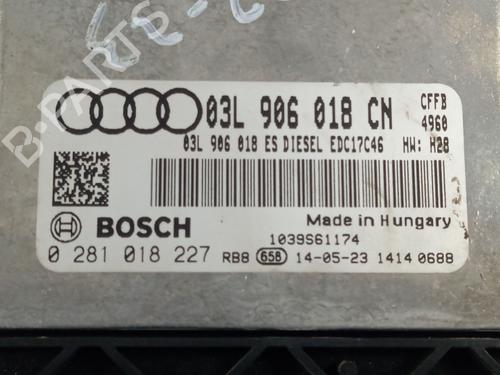 03L 906 018 CN CFFB
03L 906 018 ES DIESEL EDC17C46 HW: H28 4960
BOSCH Made in Hungary
1039S61174
0 281 018 227 RB8 658 14-05-23 1414 0688
B-PARTS